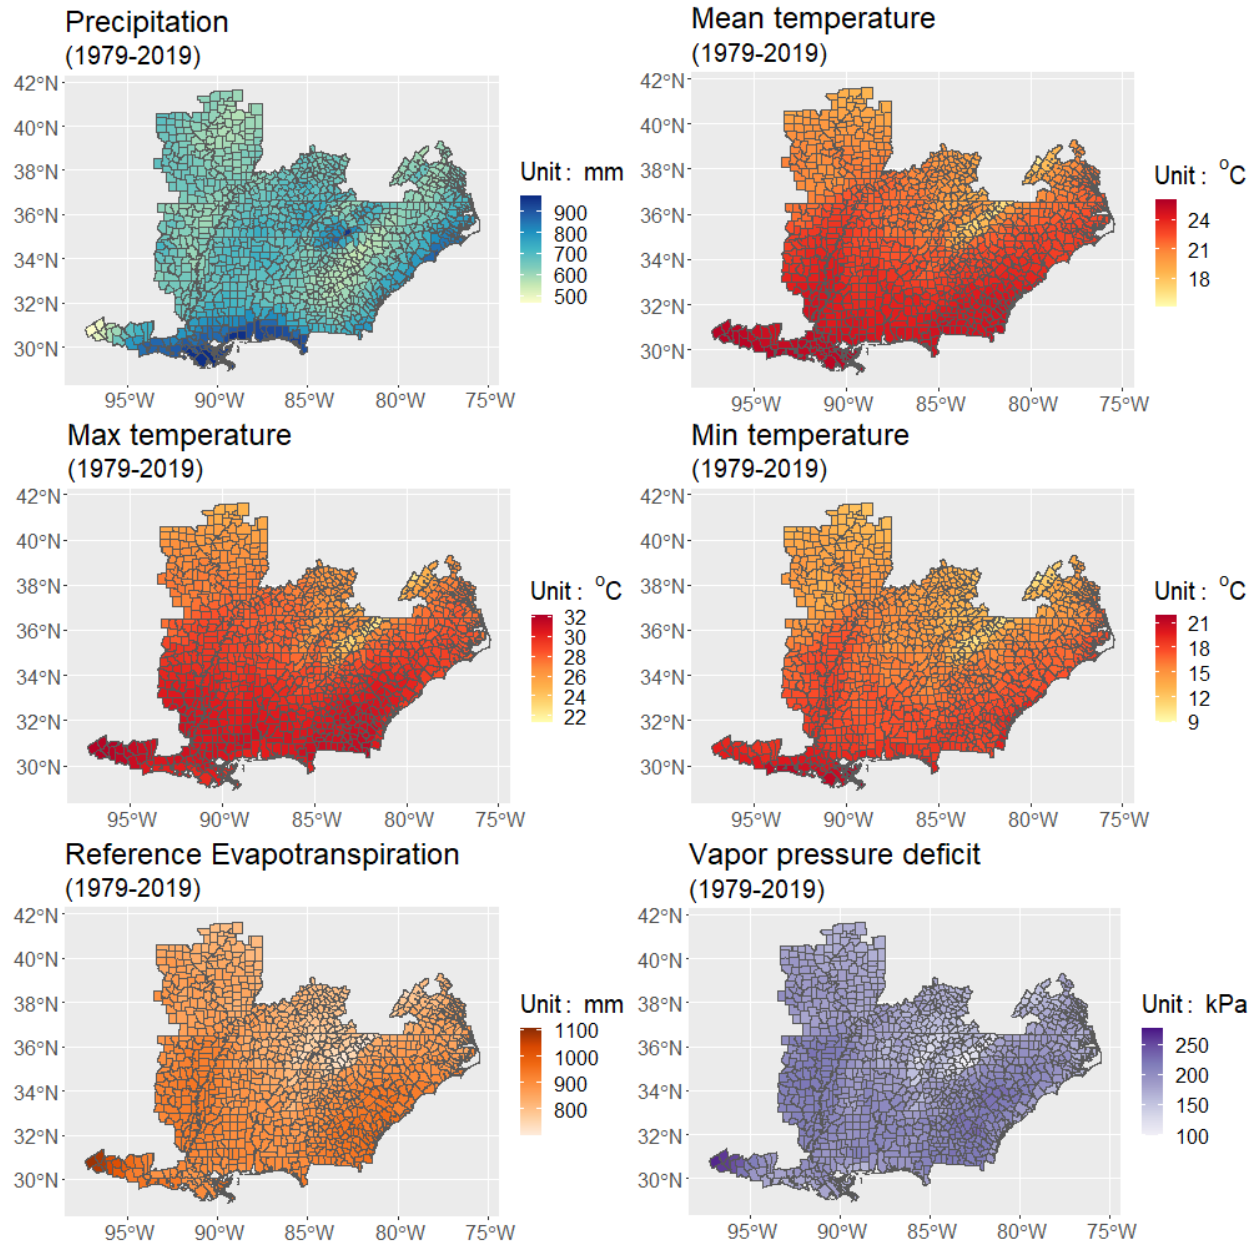 Precipitation
(1979-2019)
42°N
40°N
38°N
36°N
34°N
32°N
30°N
95°W 90°W 85°W 80°W 75°W
Unit : mm
900
800
700
600
500
Mean temperature
(1979-2019)
42°N
40°N
38°N
36°N
34°N
32°N
30°N
95°W 90°W 85°W 80°W 75°W
Unit : °C
24
21
18
Max temperature
(1979-2019)
42°N
40°N
38°N
36°N
34°N
32°N
30°N
95°W 90°W 85°W 80°W 75°W
Unit : °C
32
30
28
26
24
22
Min temperature
(1979-2019)
42°N
40°N
38°N
36°N
34°N
32°N
30°N
95°W 90°W 85°W 80°W 75°W
Unit : °C
21
18
15
12
9
Reference Evapotranspiration
(1979-2019)
42°N
40°N
38°N
36°N
34°N
32°N
30°N
95°W 90°W 85°W 80°W 75°W
Unit : mm
1100
1000
900
800
Vapor pressure deficit
(1979-2019)
42°N
40°N
38°N
36°N
34°N
32°N
30°N
95°W 90°W 85°W 80°W 75°W
Unit : kPa
250
200
150
100